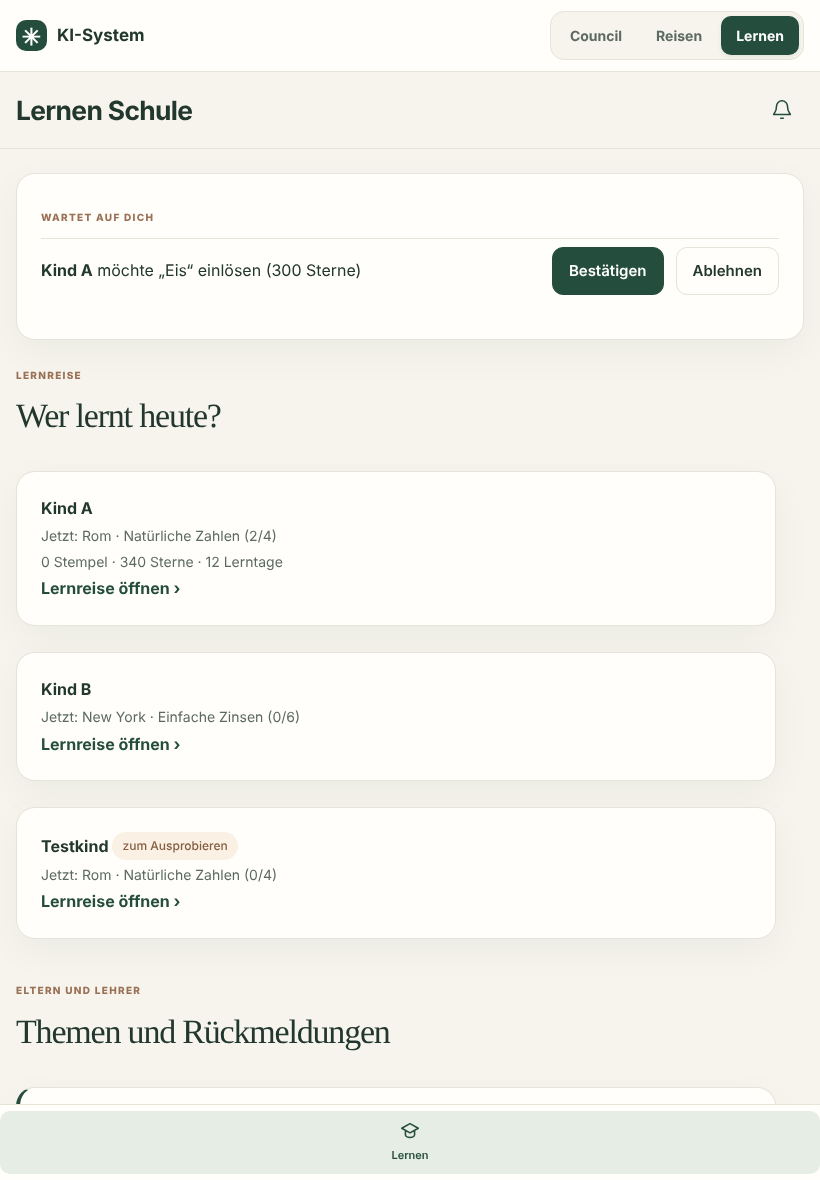 KI-System
Council Reisen Lernen
Lernen Schule
WARTET AUF DICH
Kind A möchte „Eis“ einlösen (300 Sterne) Bestätigen Ablehnen
LERNREISE
Wer lernt heute?
Kind A
Jetzt: Rom · Natürliche Zahlen (2/4)
0 Stempel · 340 Sterne · 12 Lerntage
Lernreise öffnen ›
Kind B
Jetzt: New York · Einfache Zinsen (0/6)
Lernreise öffnen ›
Testkind zum Ausprobieren
Jetzt: Rom · Natürliche Zahlen (0/4)
Lernreise öffnen ›
ELTERN UND LEHRER
Themen und Rückmeldungen
Lernen